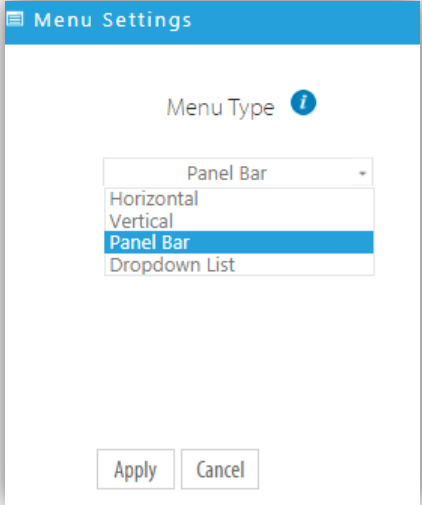 Menu Settings
Menu Type i
Panel Bar
Horizontal
Vertical
Panel Bar
Dropdown List
Apply Cancel